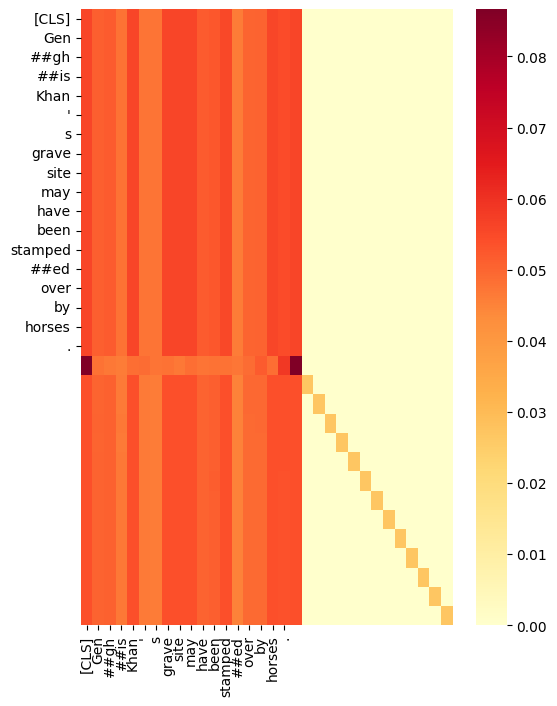 [CLS]
Gen
##gh
##is
Khan
'
s
grave
site
may
have
been
stamped
##ed
over
by
horses
.
[CLS]
Gen
##gh
##is
Khan
'
s
grave
site
may
have
been
stamped
##ed
over
by
horses
.
0.08
0.07
0.06
0.05
0.04
0.03
0.02
0.01
0.00